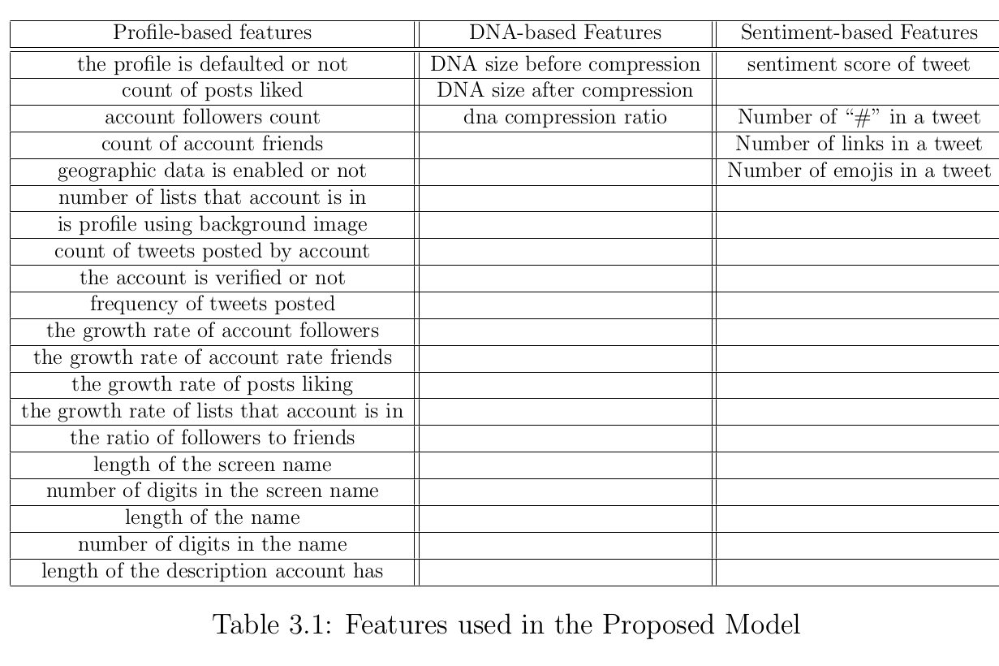 Profile-based features DNA-based Features Sentiment-based Features
the profile is defaulted or not DNA size before compression sentiment score of tweet
count of posts liked DNA size after compression
account followers count dna compression ratio Number of “#” in a tweet
count of account friends Number of links in a tweet
geographic data is enabled or not Number of emojis in a tweet
number of lists that account is in
is profile using background image
count of tweets posted by account
the account is verified or not
frequency of tweets posted
the growth rate of account followers
the growth rate of account rate friends
the growth rate of posts liking
the growth rate of lists that account is in
the ratio of followers to friends
length of the screen name
number of digits in the screen name
length of the name
number of digits in the name
length of the description account has
Table 3.1: Features used in the Proposed Model